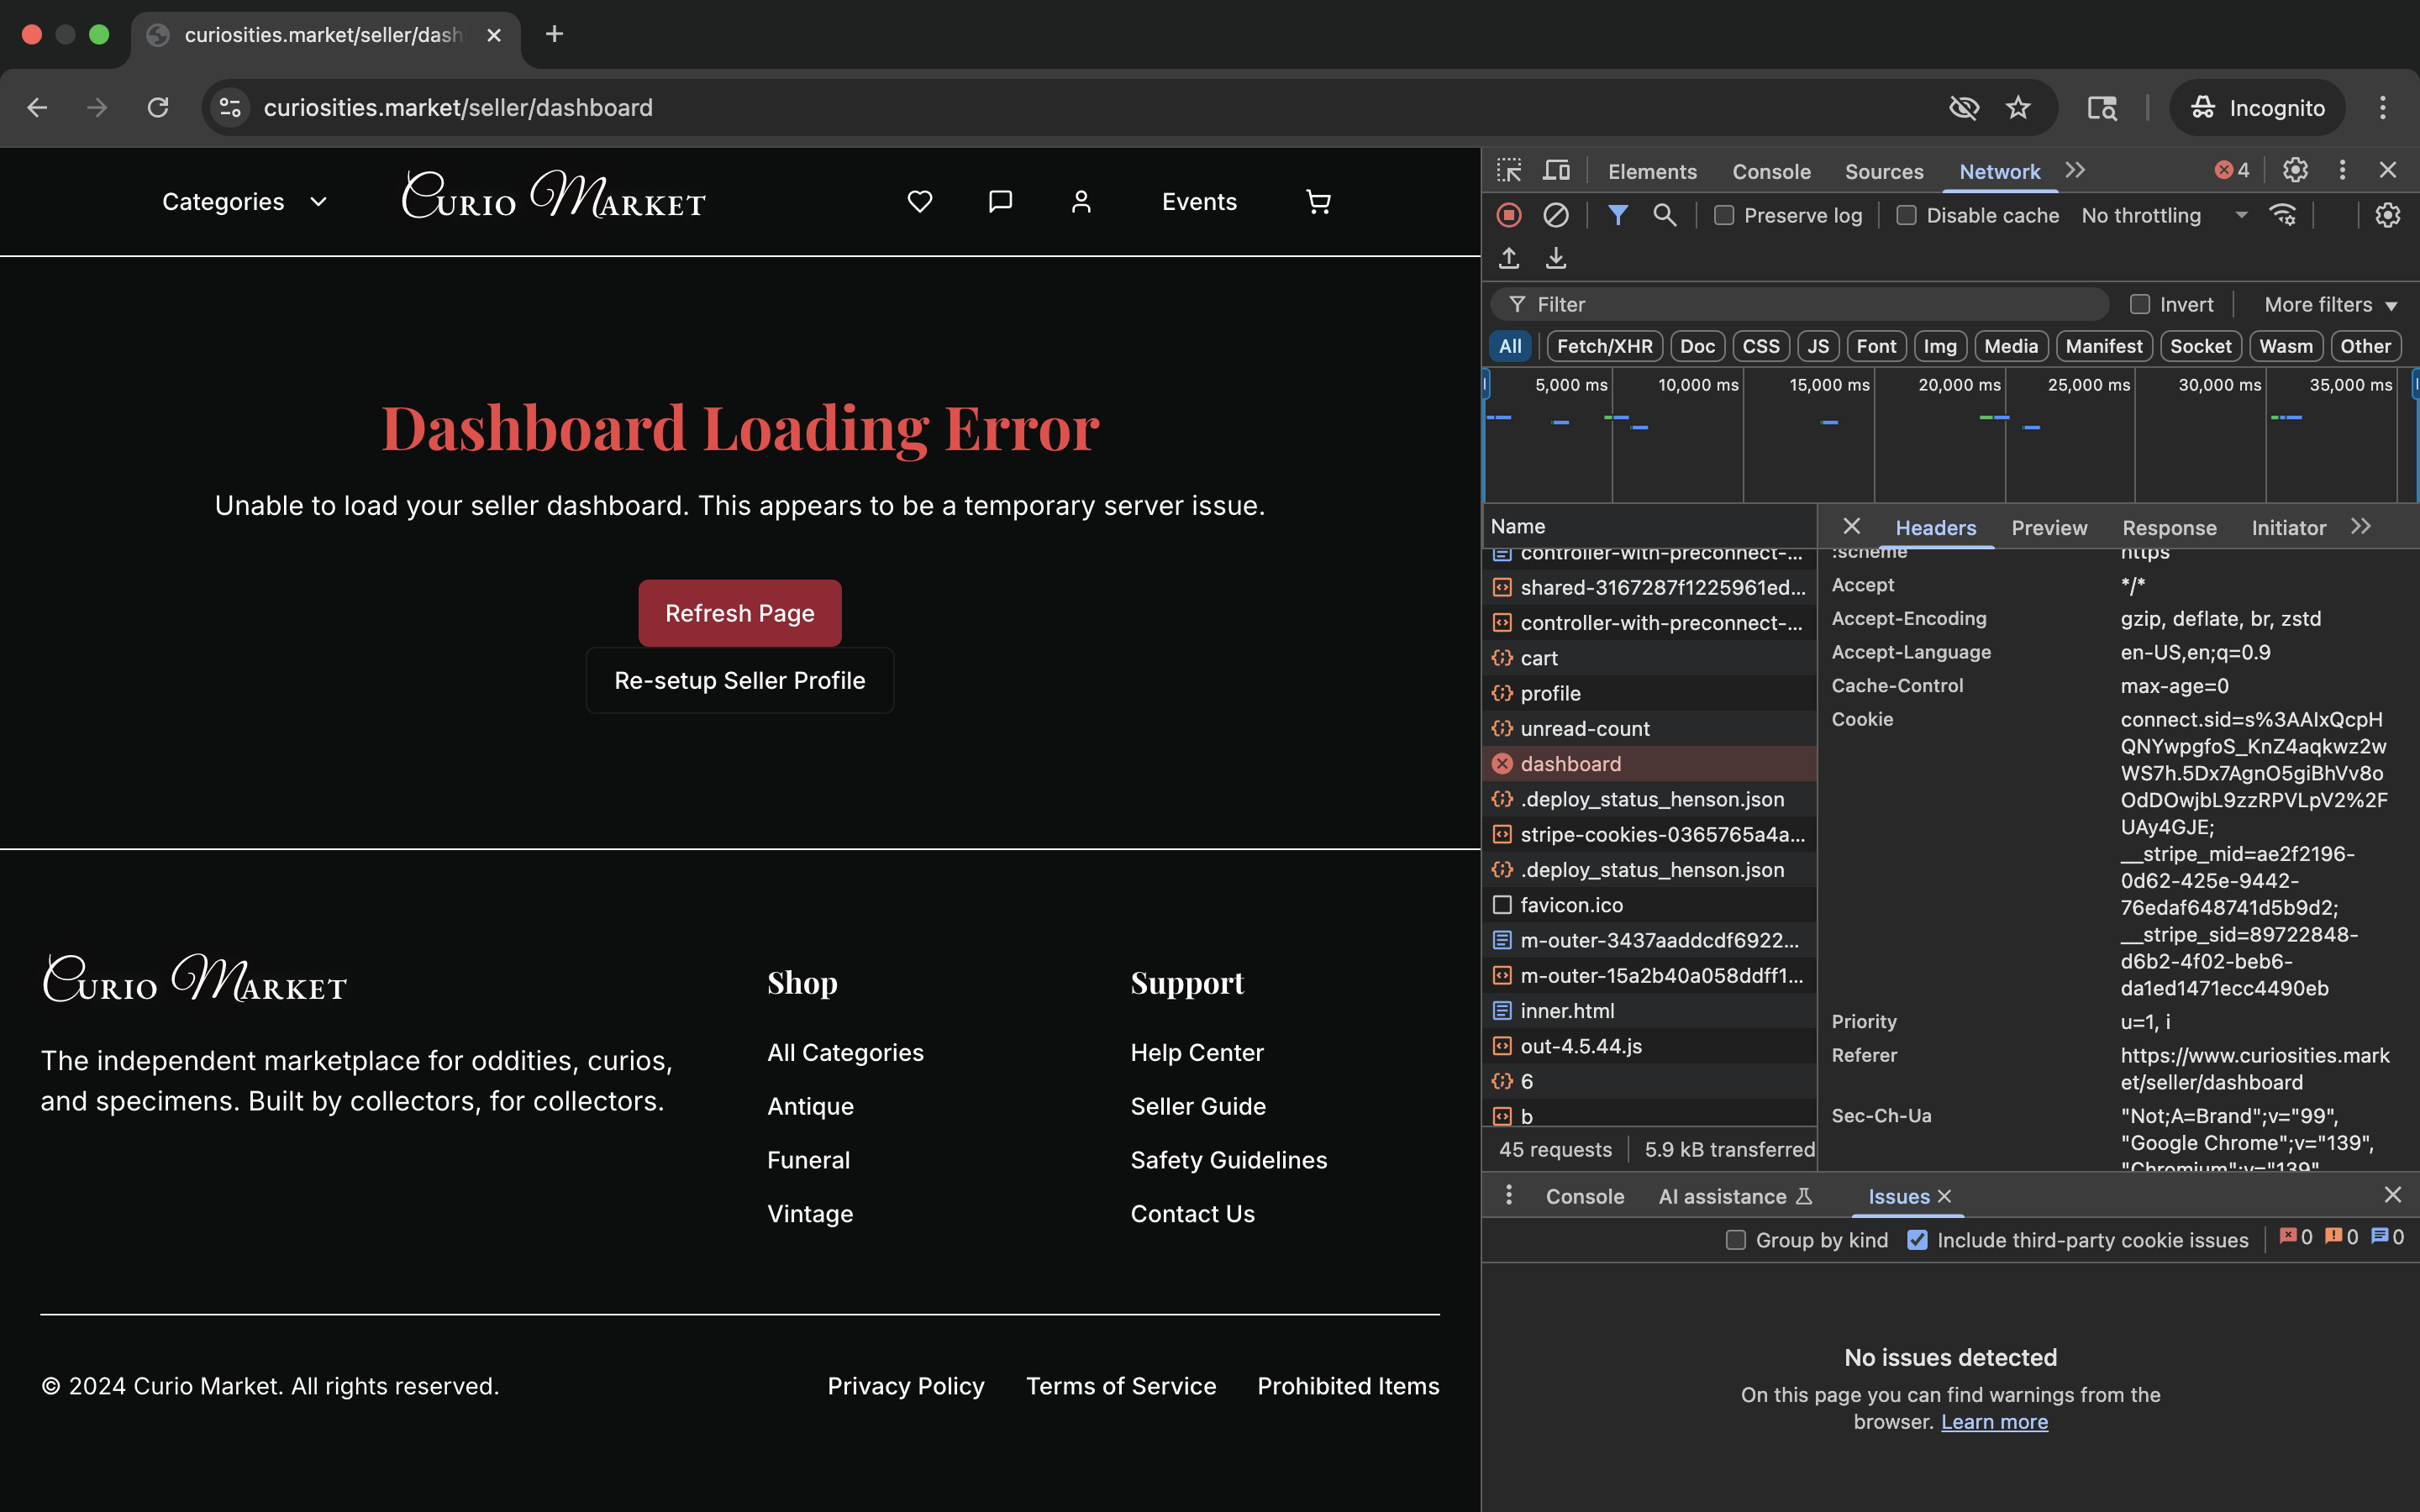 curiosities.market/seller/dash
curiosities.market/seller/dashboard
Incognito
Categories
Curio Market
Events
Dashboard Loading Error
Unable to load your seller dashboard. This appears to be a temporary server issue.
Refresh Page
Re-setup Seller Profile
Curio Market
The independent marketplace for oddities, curios,
and specimens. Built by collectors, for collectors.
Shop
All Categories
Antique
Funeral
Vintage
Support
Help Center
Seller Guide
Safety Guidelines
Contact Us
© 2024 Curio Market. All rights reserved.
Privacy Policy
Terms of Service
Prohibited Items
Elements
Console
Sources
Network
4
Preserve log
Disable cache
No throttling
Filter
Invert
More filters
All
Fetch/XHR
Doc
CSS
JS
Font
Img
Media
Manifest
Socket
Wasm
Other
5,000 ms
10,000 ms
15,000 ms
20,000 ms
25,000 ms
30,000 ms
35,000 ms
Name
controller-with-preconnect-...
shared-3167287f1225961ed...
controller-with-preconnect-...
cart
profile
unread-count
dashboard
.deploy_status_henson.json
stripe-cookies-0365765a4a...
.deploy_status_henson.json
favicon.ico
m-outer-3437aaddcdf6922...
m-outer-15a2b40a058ddff1...
inner.html
out-4.5.44.js
6
b
45 requests
5.9 kB transferred
Headers
Preview
Response
Initiator
:scheme
https
Accept
*/*
Accept-Encoding
gzip, deflate, br, zstd
Accept-Language
en-US,en;q=0.9
Cache-Control
max-age=0
Cookie
connect.sid=s%3AAIxQcpH
QNYwpgfoS_KnZ4aqkwz2w
WS7h.5Dx7AgnO5giBhVv8o
OdDOwjbL9zzRPVLpV2%2F
UAy4GJE;
__stripe_mid=ae2f2196-
0d62-425e-9442-
76edaf648741d5b9d2;
__stripe_sid=89722848-
d6b2-4f02-beb6-
da1ed1471ecc4490eb
Priority
u=1, i
Referer
https://www.curiosities.mark
et/seller/dashboard
Sec-Ch-Ua
"Not;A=Brand";v="99",
"Google Chrome";v="139",
"Chromium";v="139"
Console
AI assistance
Issues
Group by kind
Include third-party cookie issues
0
0
0
No issues detected
On this page you can find warnings from the
browser. Learn more